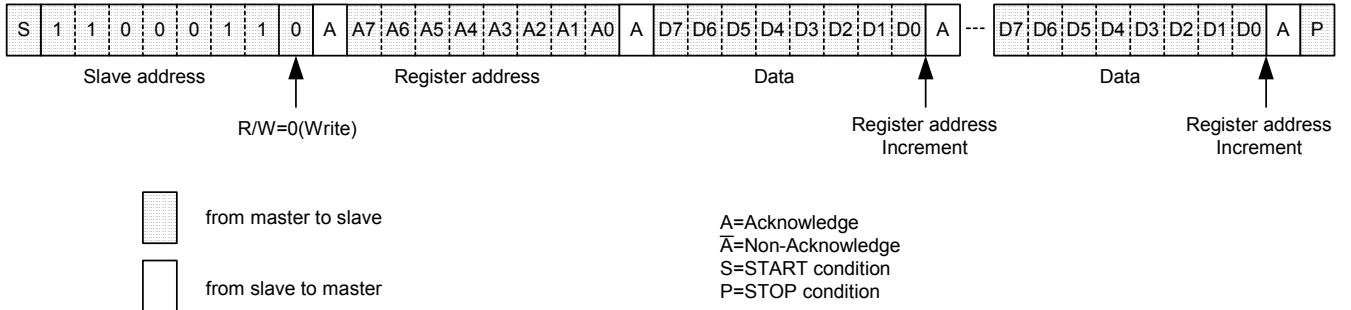 S 1 1 0 0 0 1 1 0 A A7 A6 A5 A4 A3 A2 A1 A0 A D7 D6 D5 D4 D3 D2 D1 D0 A --- D7 D6 D5 D4 D3 D2 D1 D0 A P
Slave address Register address Data Data
R/W=0(Write)
Register address
Increment
Register address
Increment
from master to slave
from slave to master
A=Acknowledge
A̅=Non-Acknowledge
S=START condition
P=STOP condition